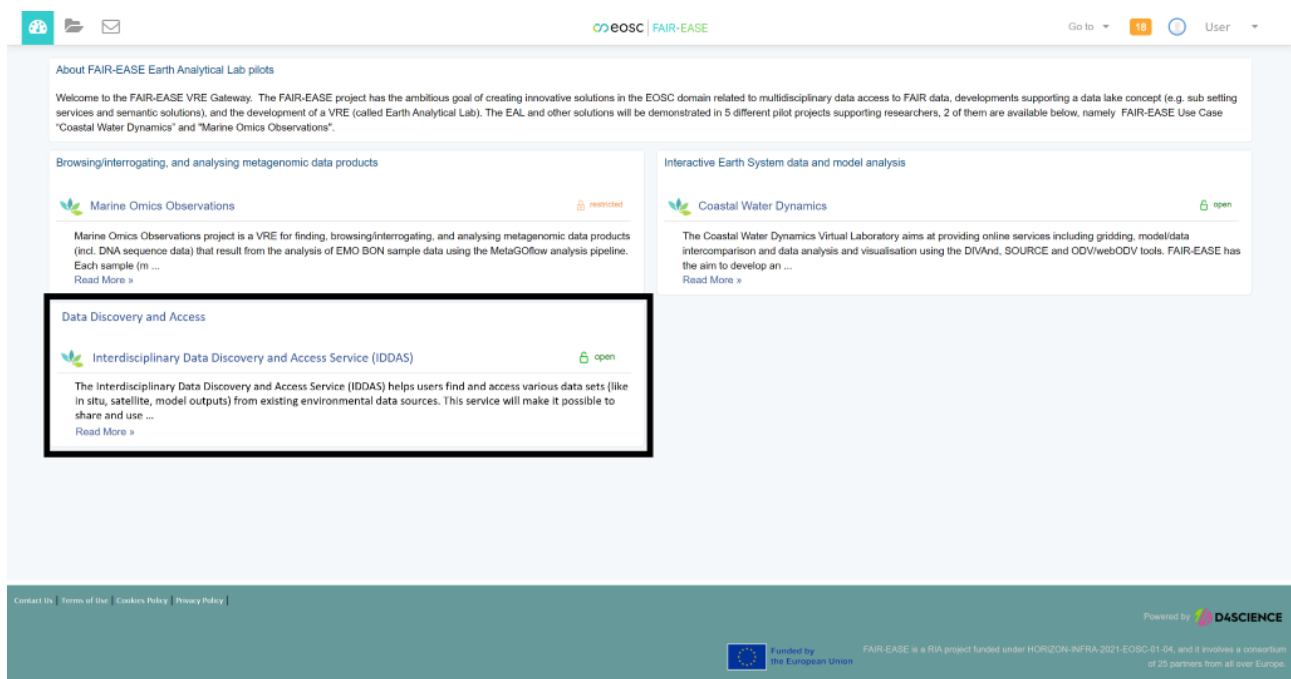 eosc FAIR-EASE
Go to
18
User
About FAIR-EASE Earth Analytical Lab pilots
Welcome to the FAIR-EASE VRE Gateway. The FAIR-EASE project has the ambitious goal of creating innovative solutions in the EOSC domain related to multidisciplinary data access to FAIR data, developments supporting a data lake concept (e.g. sub setting
services and semantic solutions), and the development of a VRE (called Earth Analytical Lab). The EAL and other solutions will be demonstrated in 5 different pilot projects supporting researchers, 2 of them are available below, namely FAIR-EASE Use Case
"Coastal Water Dynamics" and "Marine Omics Observations".
Browsing/interrogating, and analysing metagenomic data products
Marine Omics Observations
restricted
Marine Omics Observations project is a VRE for finding, browsing/interrogating, and analysing metagenomic data products
(incl. DNA sequence data) that result from the analysis of EMO BON sample data using the MetaGOflow analysis pipeline.
Each sample (m ...
Read More »
Interactive Earth System data and model analysis
Coastal Water Dynamics
open
The Coastal Water Dynamics Virtual Laboratory aims at providing online services including gridding, model/data
intercomparison and data analysis and visualisation using the DIVAnd, SOURCE and ODV/webODV tools. FAIR-EASE has
the aim to develop an ...
Read More »
Data Discovery and Access
Interdisciplinary Data Discovery and Access Service (IDDAS)
open
The Interdisciplinary Data Discovery and Access Service (IDDAS) helps users find and access various data sets (like
in situ, satellite, model outputs) from existing environmental data sources. This service will make it possible to
share and use ...
Read More »
Contact Us | Terms of Use | Cookies Policy | Privacy Policy |
Powered by D4SCIENCE
Funded by
the European Union
FAIR-EASE is a RIA project funded under HORIZON-INFRA-2021-EOSC-01-04, and it involves a consortium
of 25 partners from all over Europe.